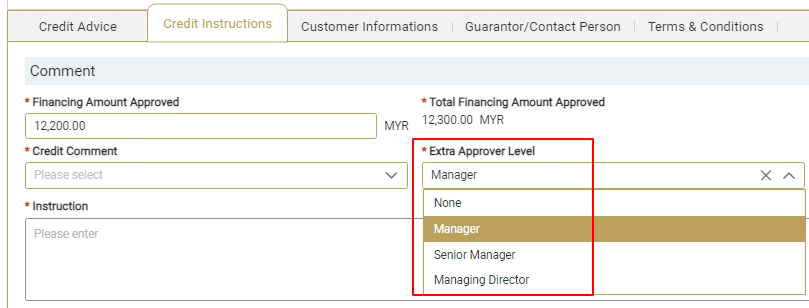 Credit Advice
Credit Instructions
Customer Informations
Guarantor/Contact Person
Terms & Conditions
Comment
* Financing Amount Approved
12,200.00 MYR
* Total Financing Amount Approved
12,300.00 MYR
* Credit Comment
Please select
* Extra Approver Level
Manager
None
Manager
Senior Manager
Managing Director
* Instruction
Please enter